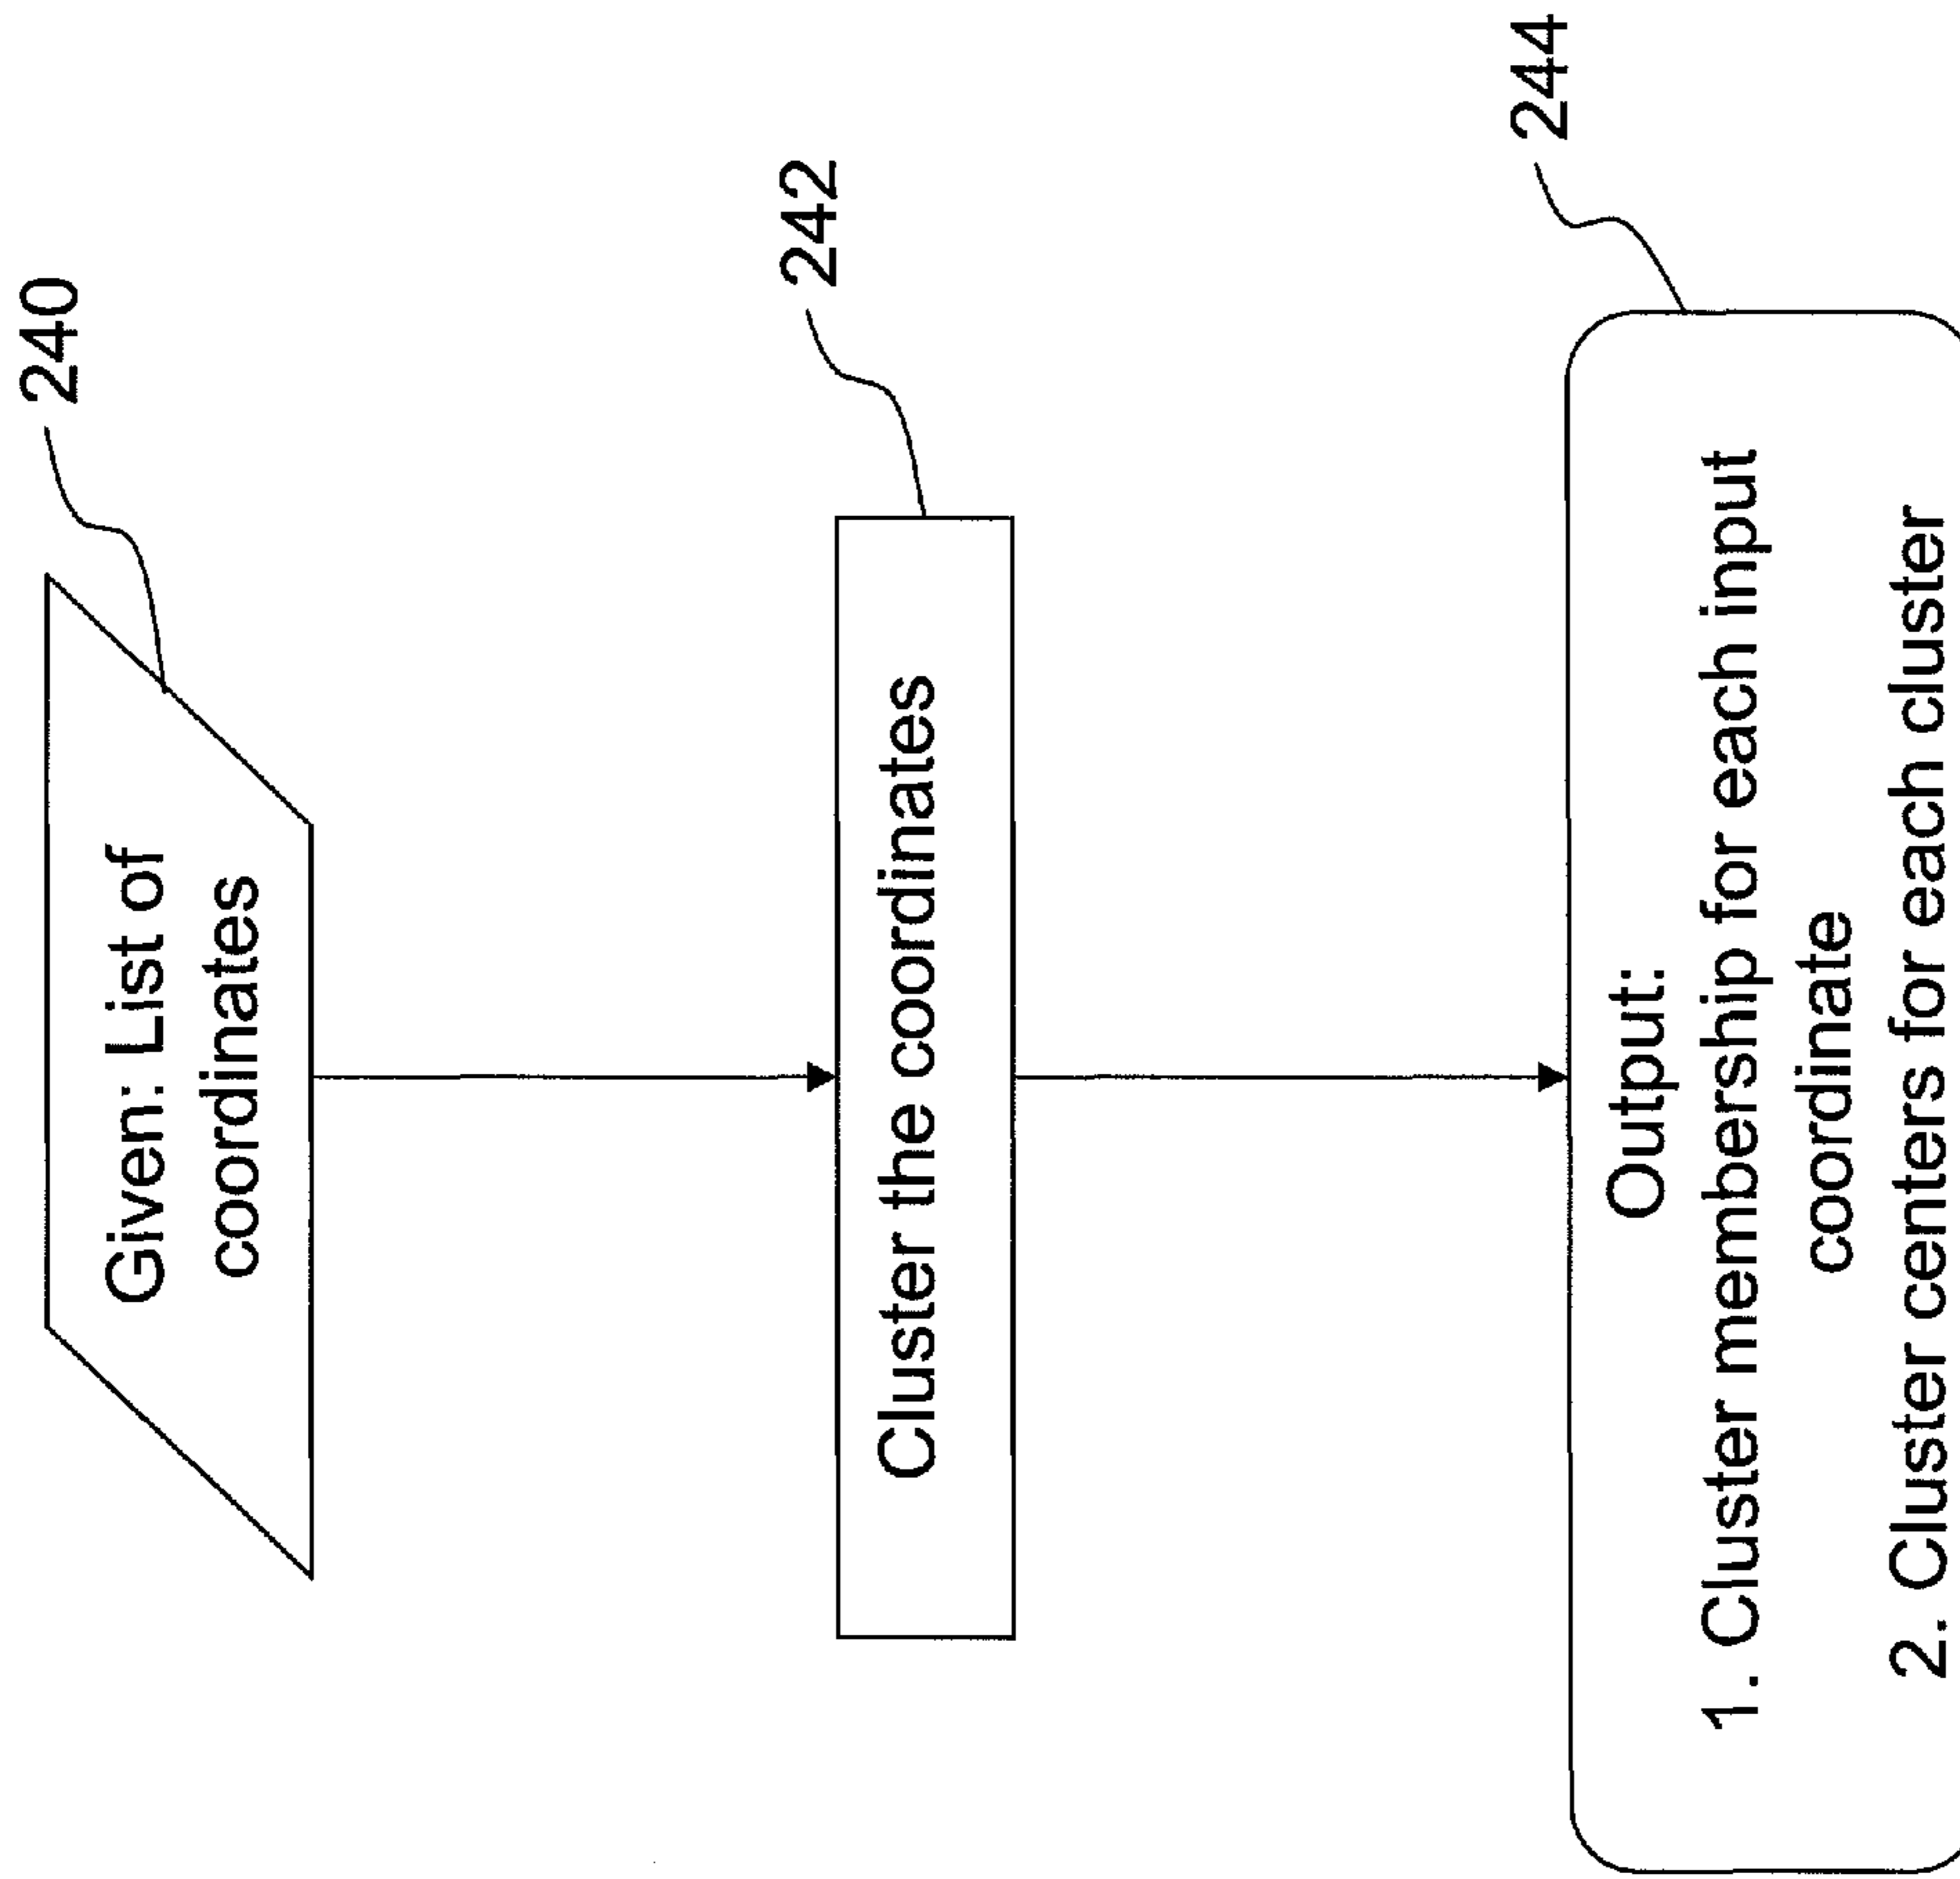 240
Given: List of
coordinates
242
Cluster the coordinates
244
Output:
1. Cluster membership for each input
coordinate
2. Cluster centers for each cluster